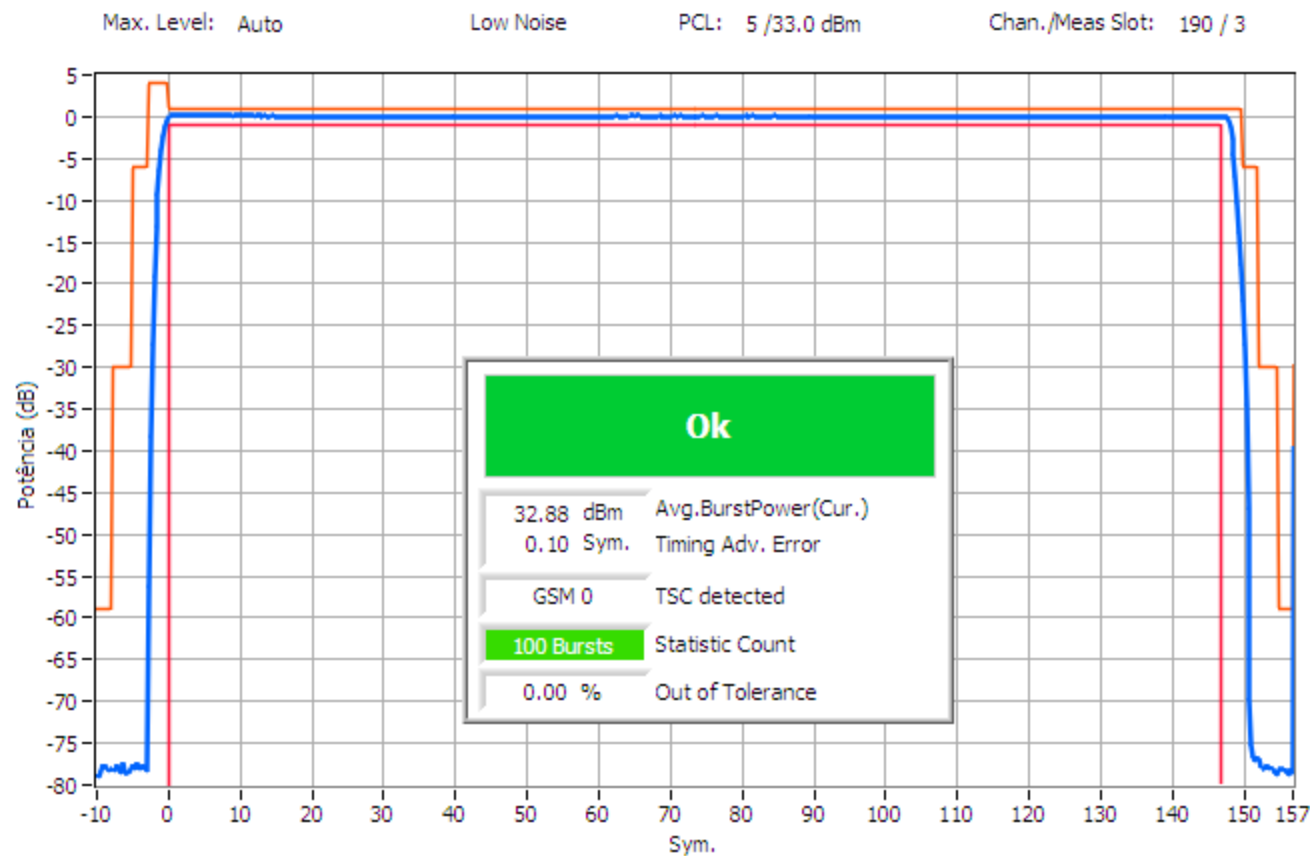 Max. Level: Auto Low Noise PCL: 5 /33.0 dBm Chan./Meas Slot: 190 / 3
5
0
-5
-10
-15
-20
-25
-30
-35
-40
-45
-50
-55
-60
-65
-70
-75
-80
Potência (dB)
Ok
32.88 dBm Avg.BurstPower(Cur.)
0.10 Sym. Timing Adv. Error
GSM 0 TSC detected
100 Bursts Statistic Count
0.00 % Out of Tolerance
-10 0 10 20 30 40 50 60 70 80 90 100 110 120 130 140 150 157
Sym.